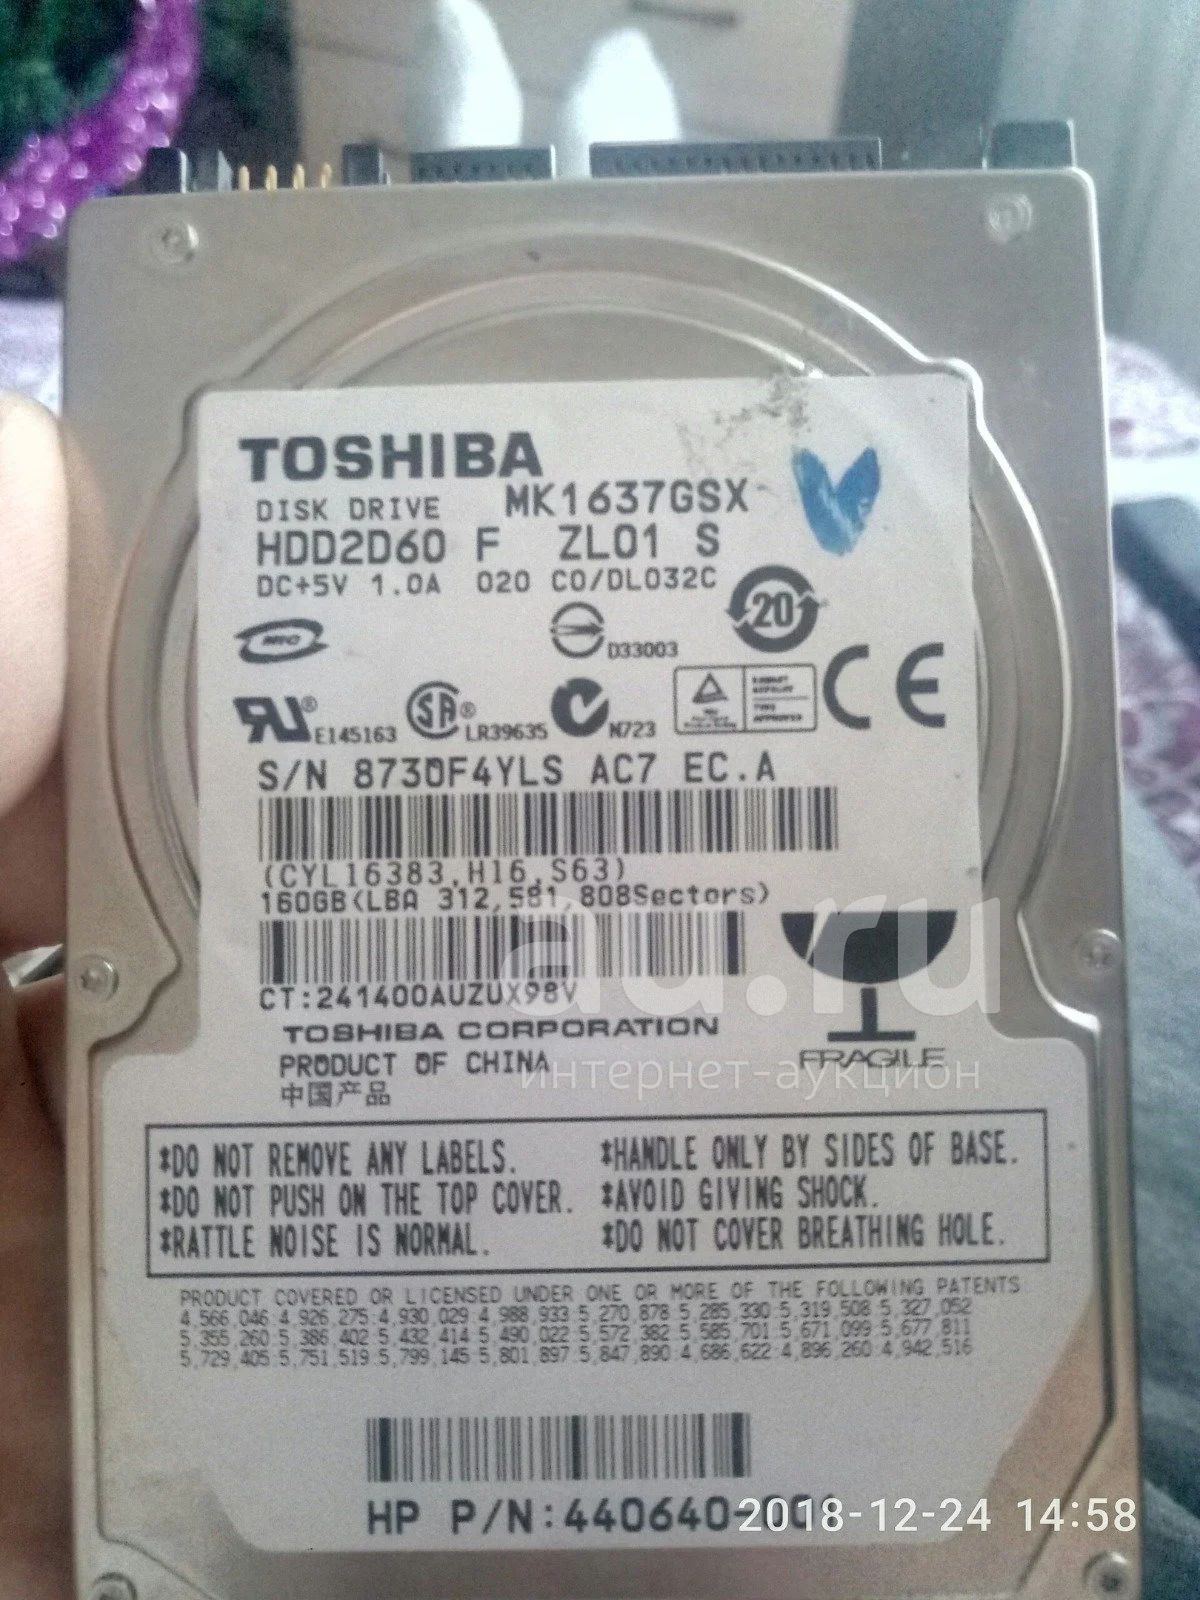 TOSHIBA
DISK DRIVE MK1637GSX
HDD2D60 F ZL01 S
DC+5V 1.0A 020 C0/DL032C
20
MIC
D33003
E145163
SA® LR39635
N723
APPROVED
CE
S/N 8730F4YLS AC7 EC.A
(CYL16383,H16,S63)
160GB(LBA 312,581,808Sectors)
au.ru
CT:241400AUZUX98V
TOSHIBA CORPORATION
PRODUCT OF CHINA
FRAGILE
интернет-аукцион
中国产品
*DO NOT REMOVE ANY LABELS. *HANDLE ONLY BY SIDES OF BASE.
*DO NOT PUSH ON THE TOP COVER. *AVOID GIVING SHOCK.
*RATTLE NOISE IS NORMAL. *DO NOT COVER BREATHING HOLE.
PRODUCT COVERED OR LICENSED UNDER ONE OR MORE OF THE FOLLOWING PATENTS:
4,566,046:4,926,275:4,930,029:4,988,933:5,270,878:5,285,330:5,319,508:5,327,052
5,355,260:5,386,402:5,432,414:5,490,022:5,572,382:5,585,701:5,671,099:5,677,811
5,729,405:5,751,519:5,799,145:5,801,897:5,847,890:4,686,622:4,896,260:4,942,516
HP P/N:440640-001
2018-12-24 14:58